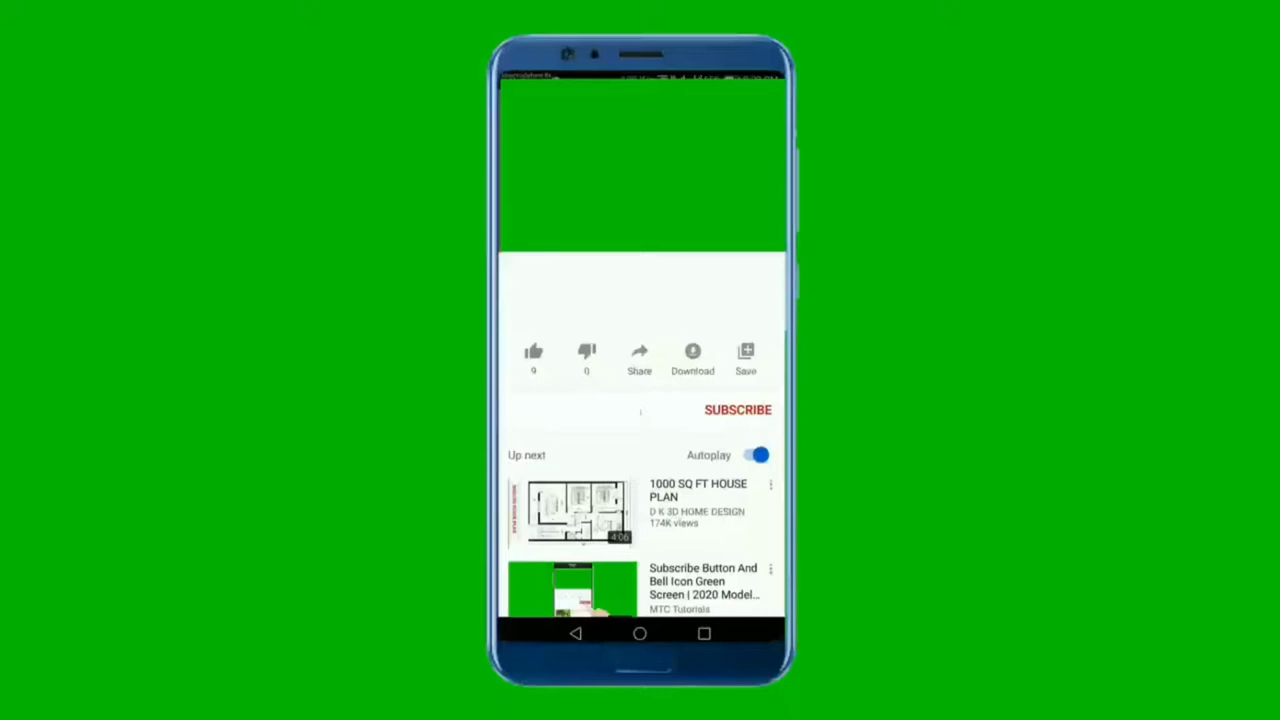 9
0
Share
Download
Save
SUBSCRIBE
Up next
Autoplay
1000 SQ FT HOUSE
PLAN
D K 3D HOME DESIGN
174K views
4:06
Subscribe Button And
Bell Icon Green
Screen | 2020 Model...
MTC Tutorials